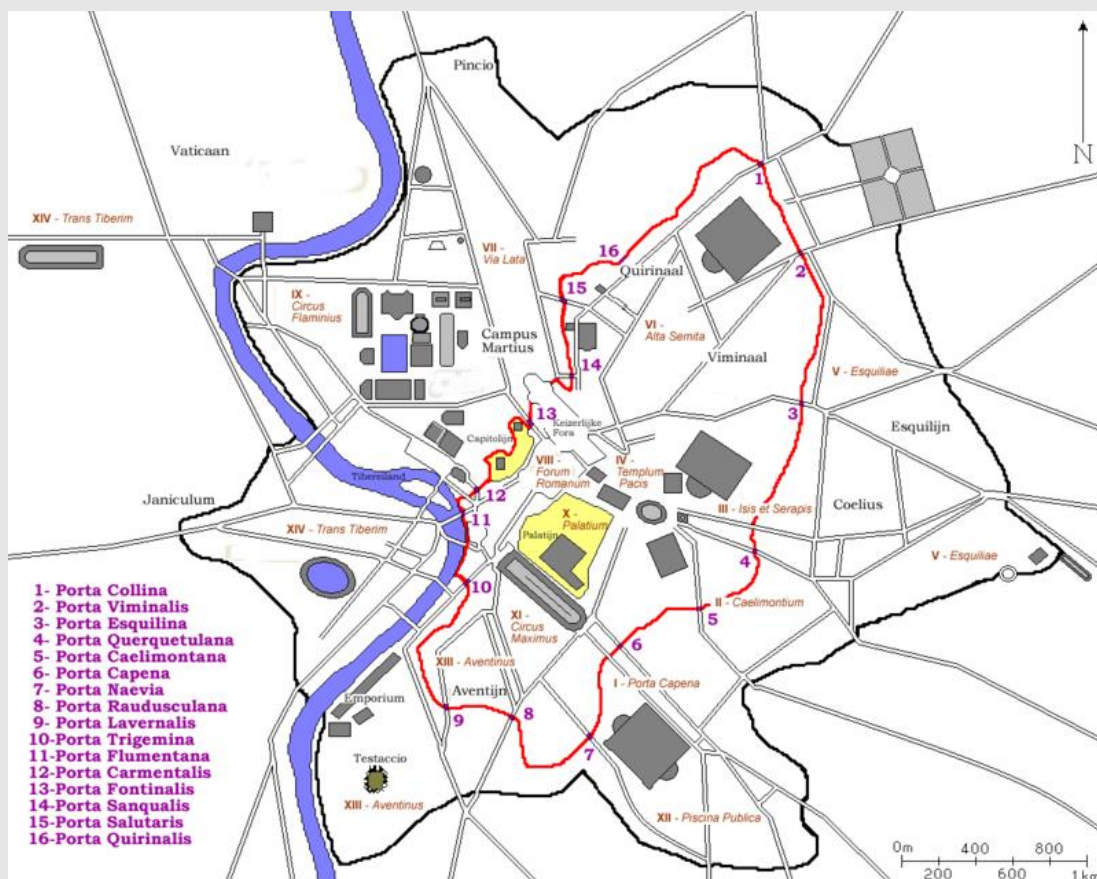 Pincio
N
Vaticaan
XIV - Trans Tiberim
VII -
Via Lata
1
16
Quirinaal
2
15
IX -
Circus
Flaminius
Campus
Martius
VI -
Alta Semita
Viminaal
14
V - Esquiliae
3
13
Keizerlijke
Fora
Capitolijn
Esquilijn
VIII -
Forum
Romanum
IV -
Templum
Pacis
Tibereiland
12
Janiculum
11
III - Isis et Serapis
Coelius
XIV - Trans Tiberim
X -
Palatium
Palatijn
4
V - Esquiliae
10
II - Caelimontium
5
XI -
Circus
Maximus
6
XIII - Aventinus
I - Porta Capena
Aventijn
Emporium
9
8
7
Testaccio
XIII - Aventinus
XII - Piscina Publica
1- Porta Collina
2- Porta Viminalis
3- Porta Esquilina
4- Porta Querquetulana
5- Porta Caelimontana
6- Porta Capena
7- Porta Naevia
8- Porta Raudusculana
9- Porta Lavernalis
10-Porta Trigemina
11-Porta Flumentana
12-Porta Carmentalis
13-Porta Fontinalis
14-Porta Sanqualis
15-Porta Salutaris
16-Porta Quirinalis
0m 400 800
200 600 1km